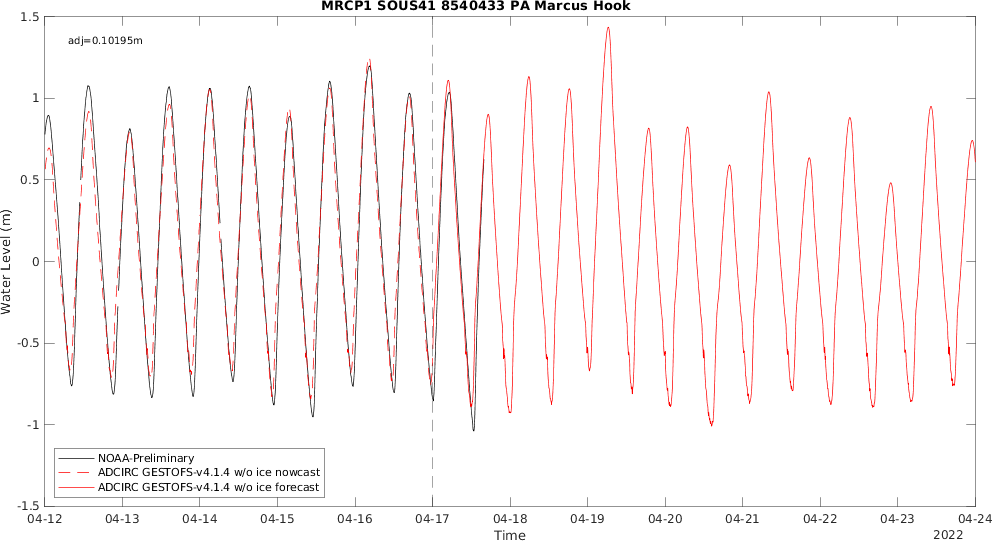 MRCP1 SOUS41 8540433 PA Marcus Hook
adj=0.10195m
Water Level (m)
1.5
1
0.5
0
-0.5
-1
-1.5
NOAA-Preliminary
ADCIRC GESTOFS-v4.1.4 w/o ice nowcast
ADCIRC GESTOFS-v4.1.4 w/o ice forecast
04-12 04-13 04-14 04-15 04-16 04-17 04-18 04-19 04-20 04-21 04-22 04-23 04-24
Time
2022